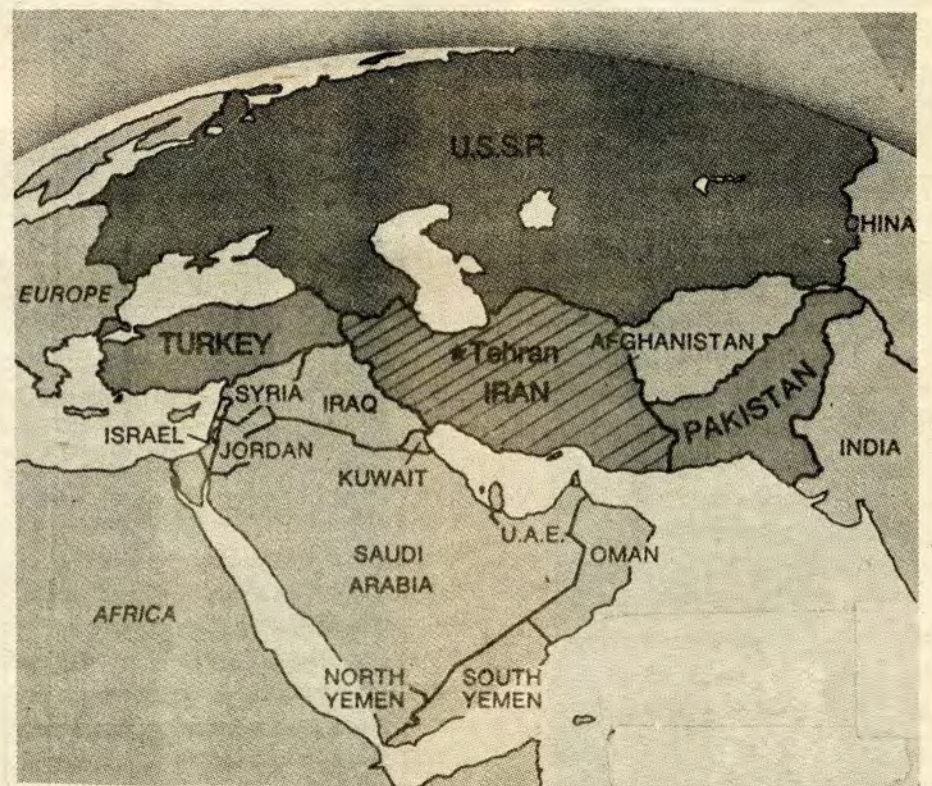 U.S.S.R.
CHINA
EUROPE
TURKEY
*Tehran
AFGHANISTAN
IRAN
SYRIA
IRAQ
PAKISTAN
ISRAEL
JORDAN
INDIA
KUWAIT
U.A.E.
OMAN
SAUDI
ARABIA
AFRICA
NORTH
YEMEN
SOUTH
YEMEN